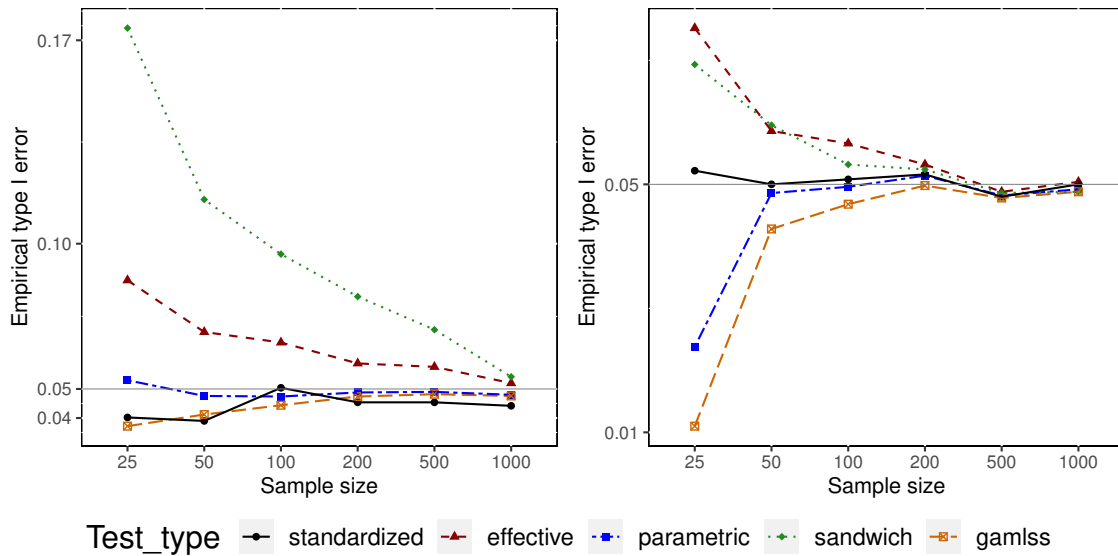 Empirical type I error
0.17
0.10
0.05
0.04
25 50 100 200 500 1000
Sample size
Empirical type I error
0.05
0.01
25 50 100 200 500 1000
Sample size
Test_type standardized effective parametric sandwich gamlss